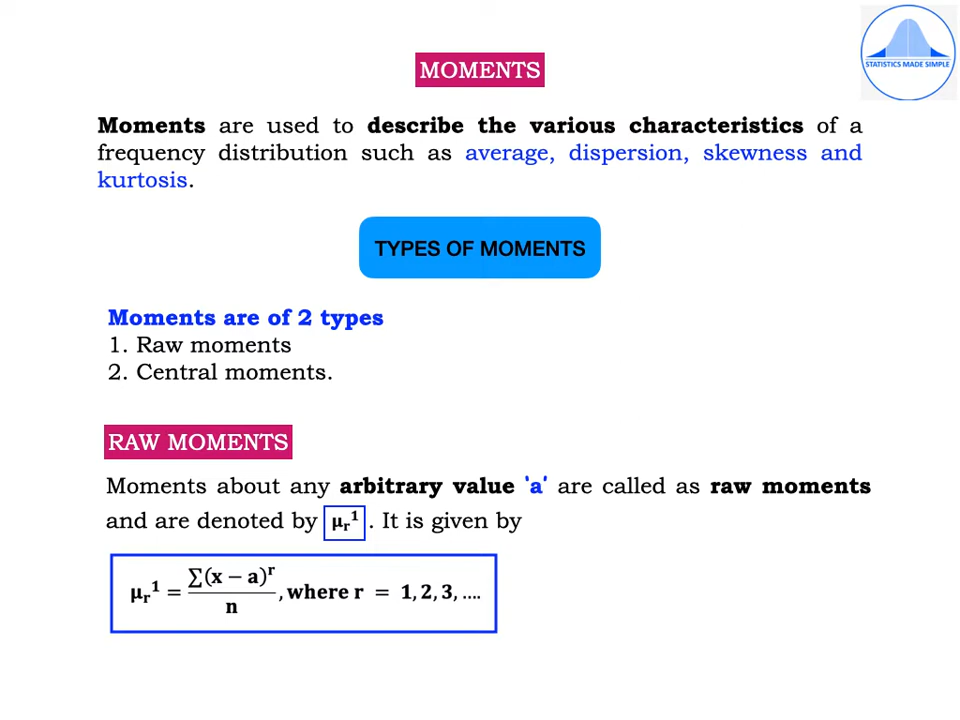 STATISTICS MADE SIMPLE
MOMENTS
Moments are used to describe the various characteristics of a
frequency distribution such as average, dispersion, skewness and
kurtosis.
TYPES OF MOMENTS
Moments are of 2 types
1. Raw moments
2. Central moments.
RAW MOMENTS
Moments about any arbitrary value 'a' are called as raw moments
and are denoted by μᵣ¹. It is given by
μᵣ¹ = ∑(x − a)ʳ / n, where r = 1, 2, 3, ....